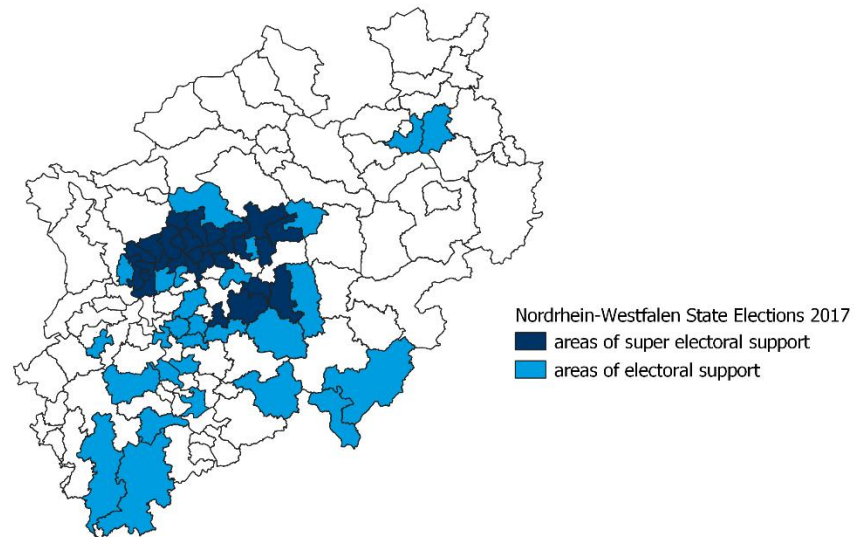 Nordrhein-Westfalen State Elections 2017
areas of super electoral support
areas of electoral support